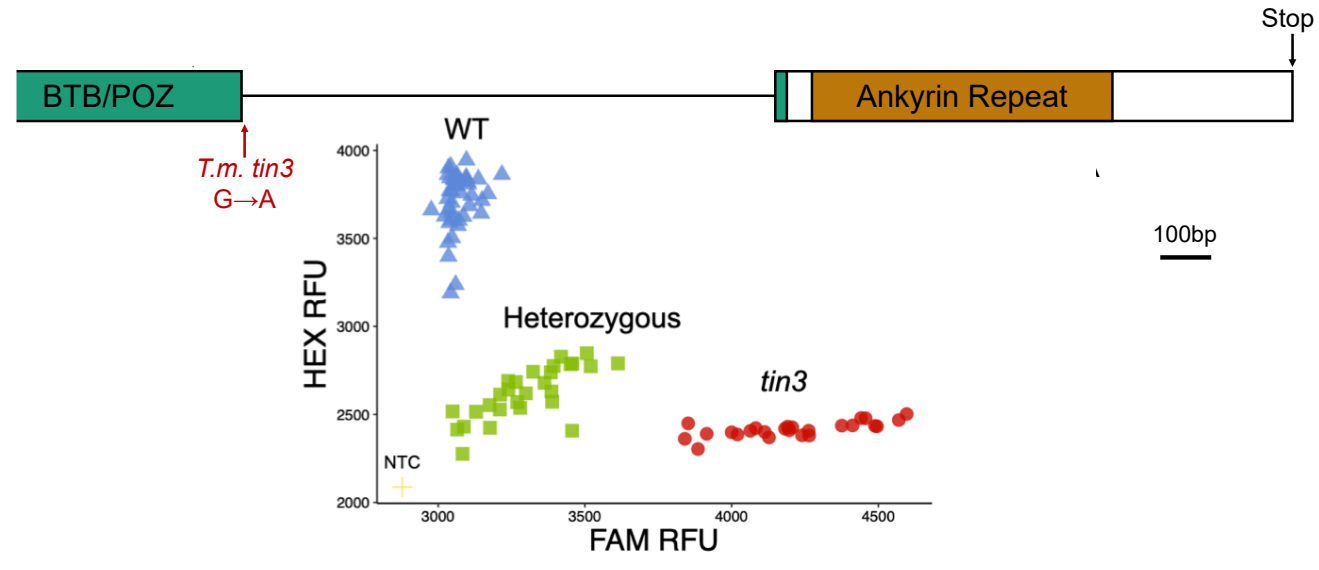 Stop
BTB/POZ
Ankyrin Repeat
T.m. tin3
G→A
WT
100bp
Heterozygous
tin3
NTC
HEX RFU
4000
3500
3000
2500
2000
3000
3500
4000
4500
FAM RFU